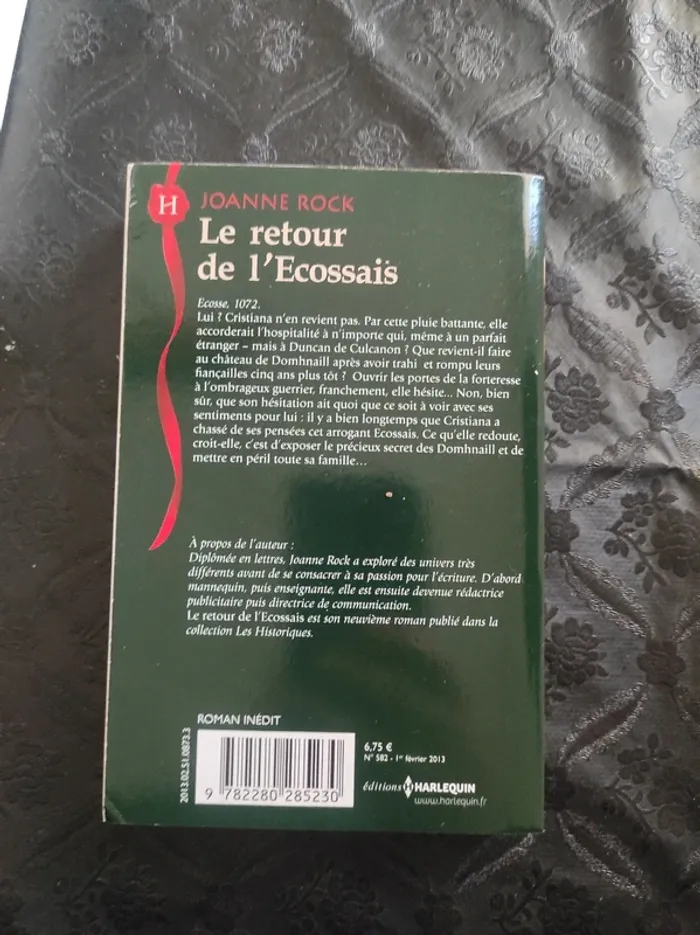 H JOANNE ROCK
Le retour
de l'Ecossais
Ecosse, 1072.
Lui ? Cristiana n'en revient pas. Par cette pluie battante, elle
accorderait l'hospitalité à n'importe qui, même à un parfait
étranger – mais à Duncan de Culcanon ? Que revient-il faire
au château de Domhnaill après avoir trahi et rompu leurs
fiançailles cinq ans plus tôt ? Ouvrir les portes de la forteresse
à l'ombrageux guerrier, franchement, elle hésite... Non, bien
sûr, que son hésitation ait quoi que ce soit à voir avec ses
sentiments pour lui : il y a bien longtemps que Cristiana a
chassé de ses pensées cet arrogant Ecossais. Ce qu'elle redoute,
croit-elle, c'est d'exposer le précieux secret des Domhnaill et de
mettre en péril toute sa famille...
À propos de l'auteur :
Diplômée en lettres, Joanne Rock a exploré des univers très
différents avant de se consacrer à sa passion pour l'écriture. D'abord
mannequin, puis enseignante, elle est ensuite devenue rédactrice
publicitaire puis directrice de communication.
Le retour de l'Ecossais est son neuvième roman publié dans la
collection Les Historiques.
ROMAN INÉDIT
2013.02.51.0873.3
9 782280 285230
6,75 €
N° 582 - 1er février 2013
éditions HARLEQUIN
www.harlequin.fr